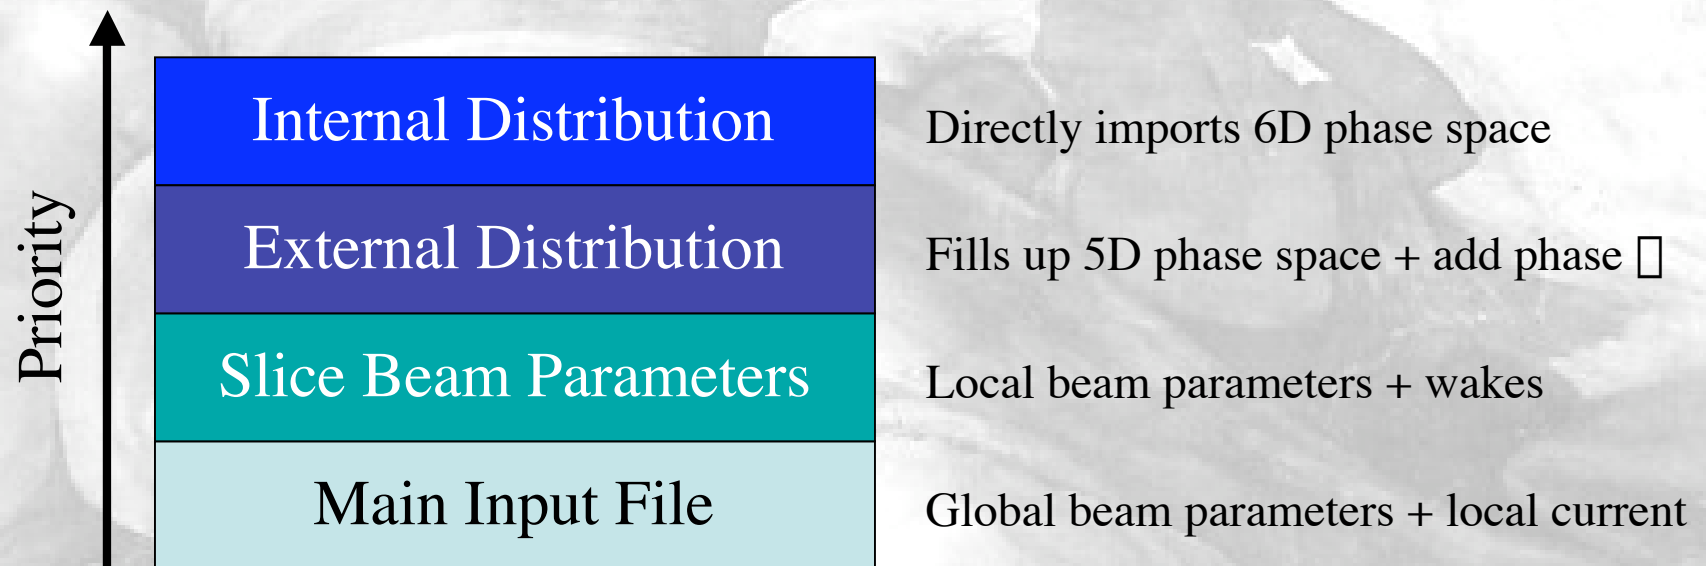 Priority
Internal Distribution
Directly imports 6D phase space
External Distribution
Fills up 5D phase space + add phase
Slice Beam Parameters
Local beam parameters + wakes
Main Input File
Global beam parameters + local current